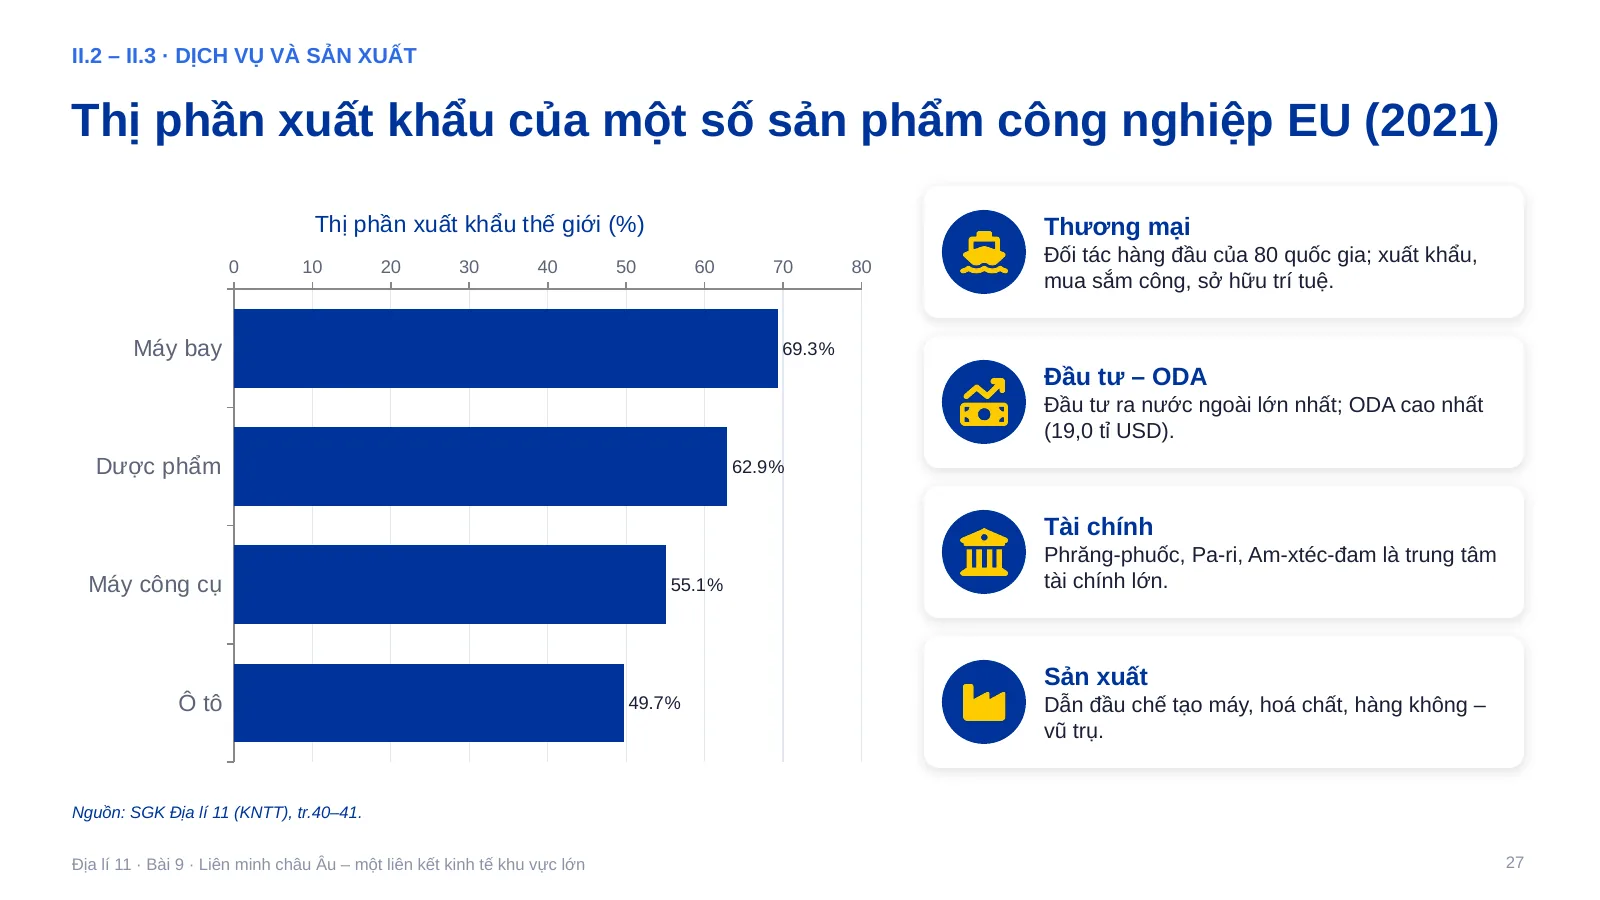 II.2 – II.3 · DỊCH VỤ VÀ SẢN XUẤT
Thị phần xuất khẩu của một số sản phẩm công nghiệp EU (2021)
Thị phần xuất khẩu thế giới (%)
0 10 20 30 40 50 60 70 80
Máy bay 69.3%
Dược phẩm 62.9%
Máy công cụ 55.1%
Ô tô 49.7%
Thương mại
Đối tác hàng đầu của 80 quốc gia; xuất khẩu,
mua sắm công, sở hữu trí tuệ.
Đầu tư – ODA
Đầu tư ra nước ngoài lớn nhất; ODA cao nhất
(19,0 tỉ USD).
Tài chính
Phrăng-phuốc, Pa-ri, Am-xtéc-đam là trung tâm
tài chính lớn.
Sản xuất
Dẫn đầu chế tạo máy, hoá chất, hàng không –
vũ trụ.
Nguồn: SGK Địa lí 11 (KNTT), tr.40–41.
Địa lí 11 · Bài 9 · Liên minh châu Âu – một liên kết kinh tế khu vực lớn
27